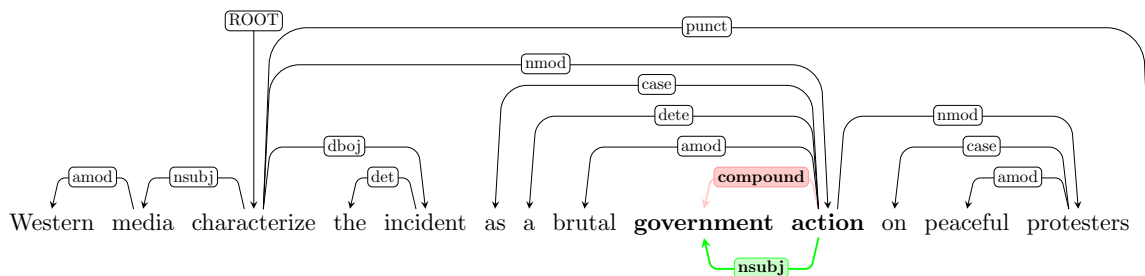 ROOT
punct
nmod
case
dete nmod
dboj amod case
amod nsubj det compound amod
Western media characterize the incident as a brutal government action on peaceful protesters
nsubj